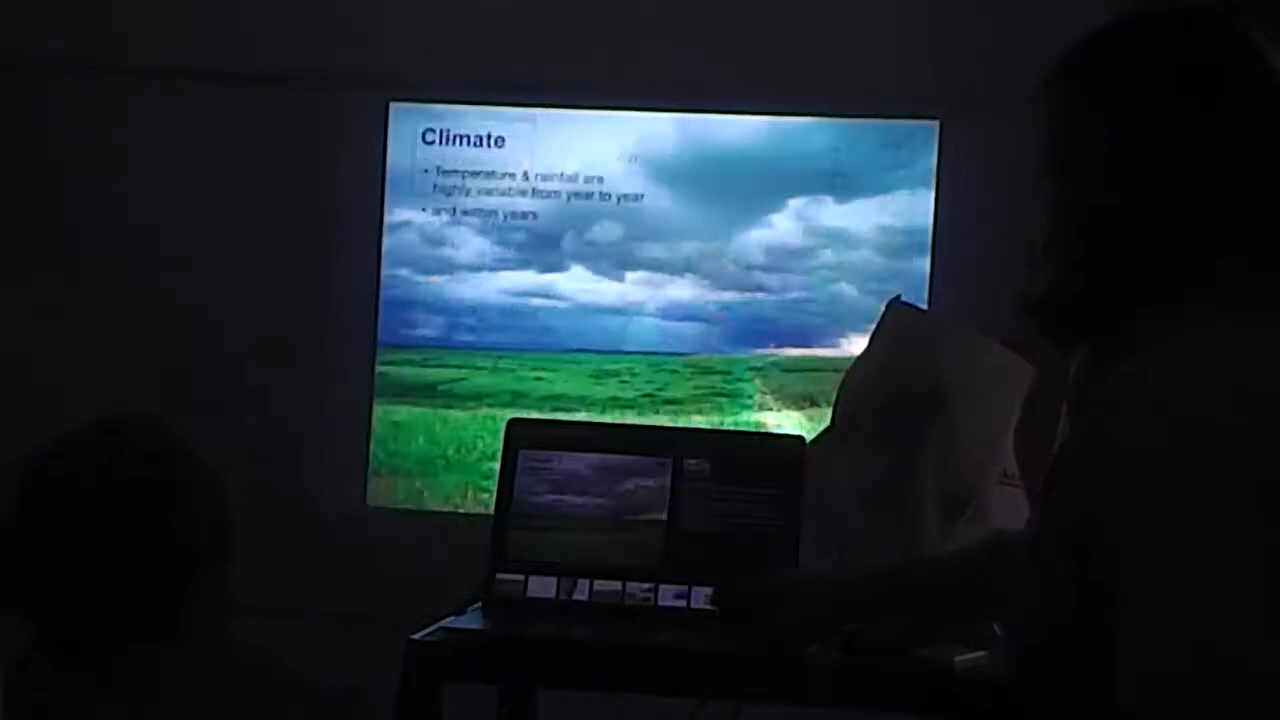 Climate
• Temperature & rainfall are
highly variable from year to year
• and within years